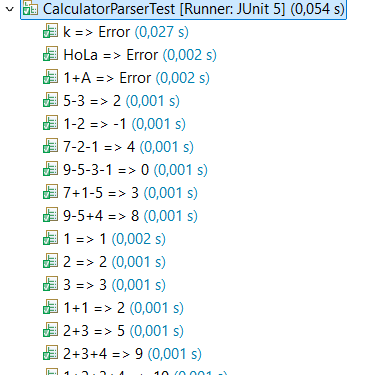 CalculatorParserTest [Runner: JUnit 5] (0,054 s)
k => Error (0,027 s)
HoLa => Error (0,002 s)
1+A => Error (0,002 s)
5-3 => 2 (0,001 s)
1-2 => -1 (0,001 s)
7-2-1 => 4 (0,001 s)
9-5-3-1 => 0 (0,001 s)
7+1-5 => 3 (0,001 s)
9-5+4 => 8 (0,001 s)
1 => 1 (0,002 s)
2 => 2 (0,001 s)
3 => 3 (0,001 s)
1+1 => 2 (0,001 s)
2+3 => 5 (0,001 s)
2+3+4 => 9 (0,001 s)